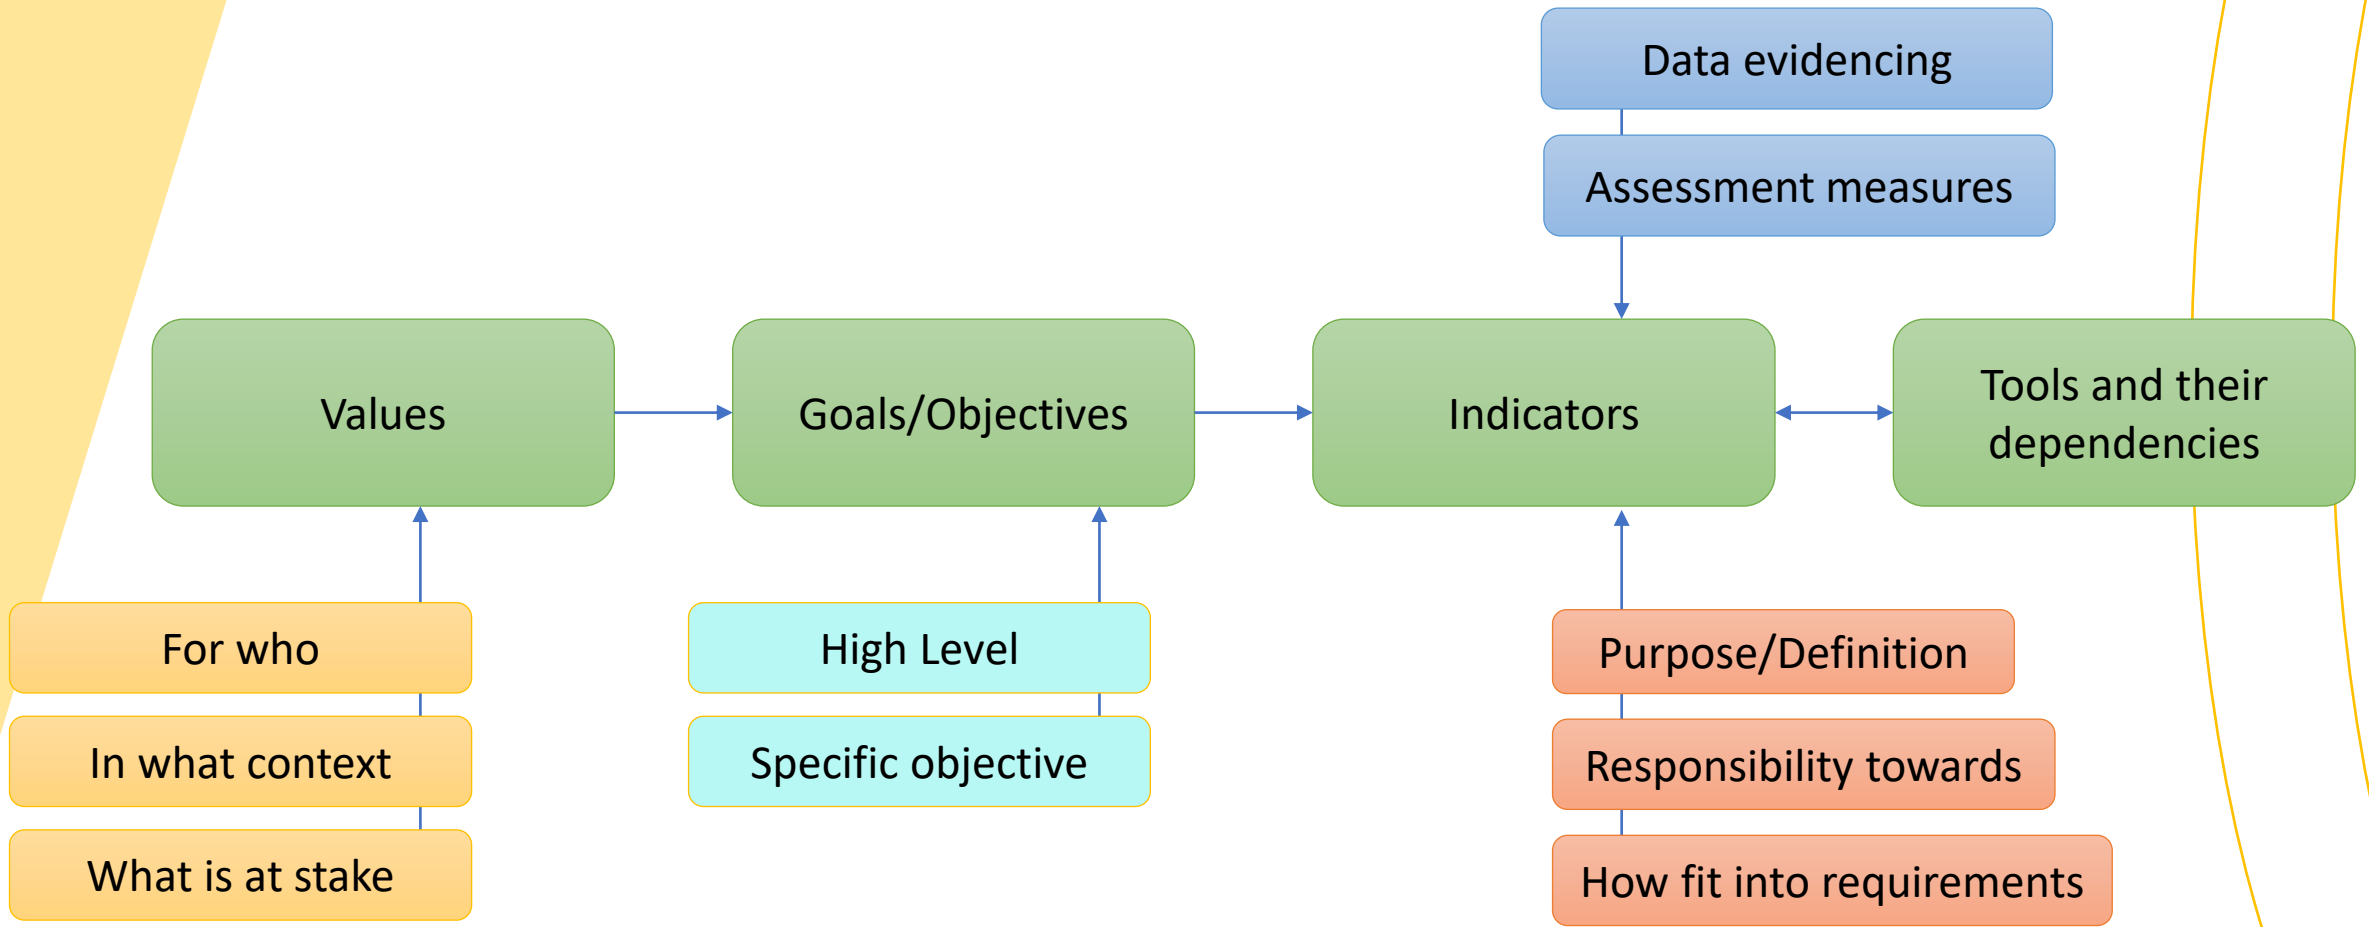 Data evidencing
Assessment measures
Values
Goals/Objectives
Indicators
Tools and their
dependencies
For who
In what context
What is at stake
High Level
Specific objective
Purpose/Definition
Responsibility towards
How fit into requirements